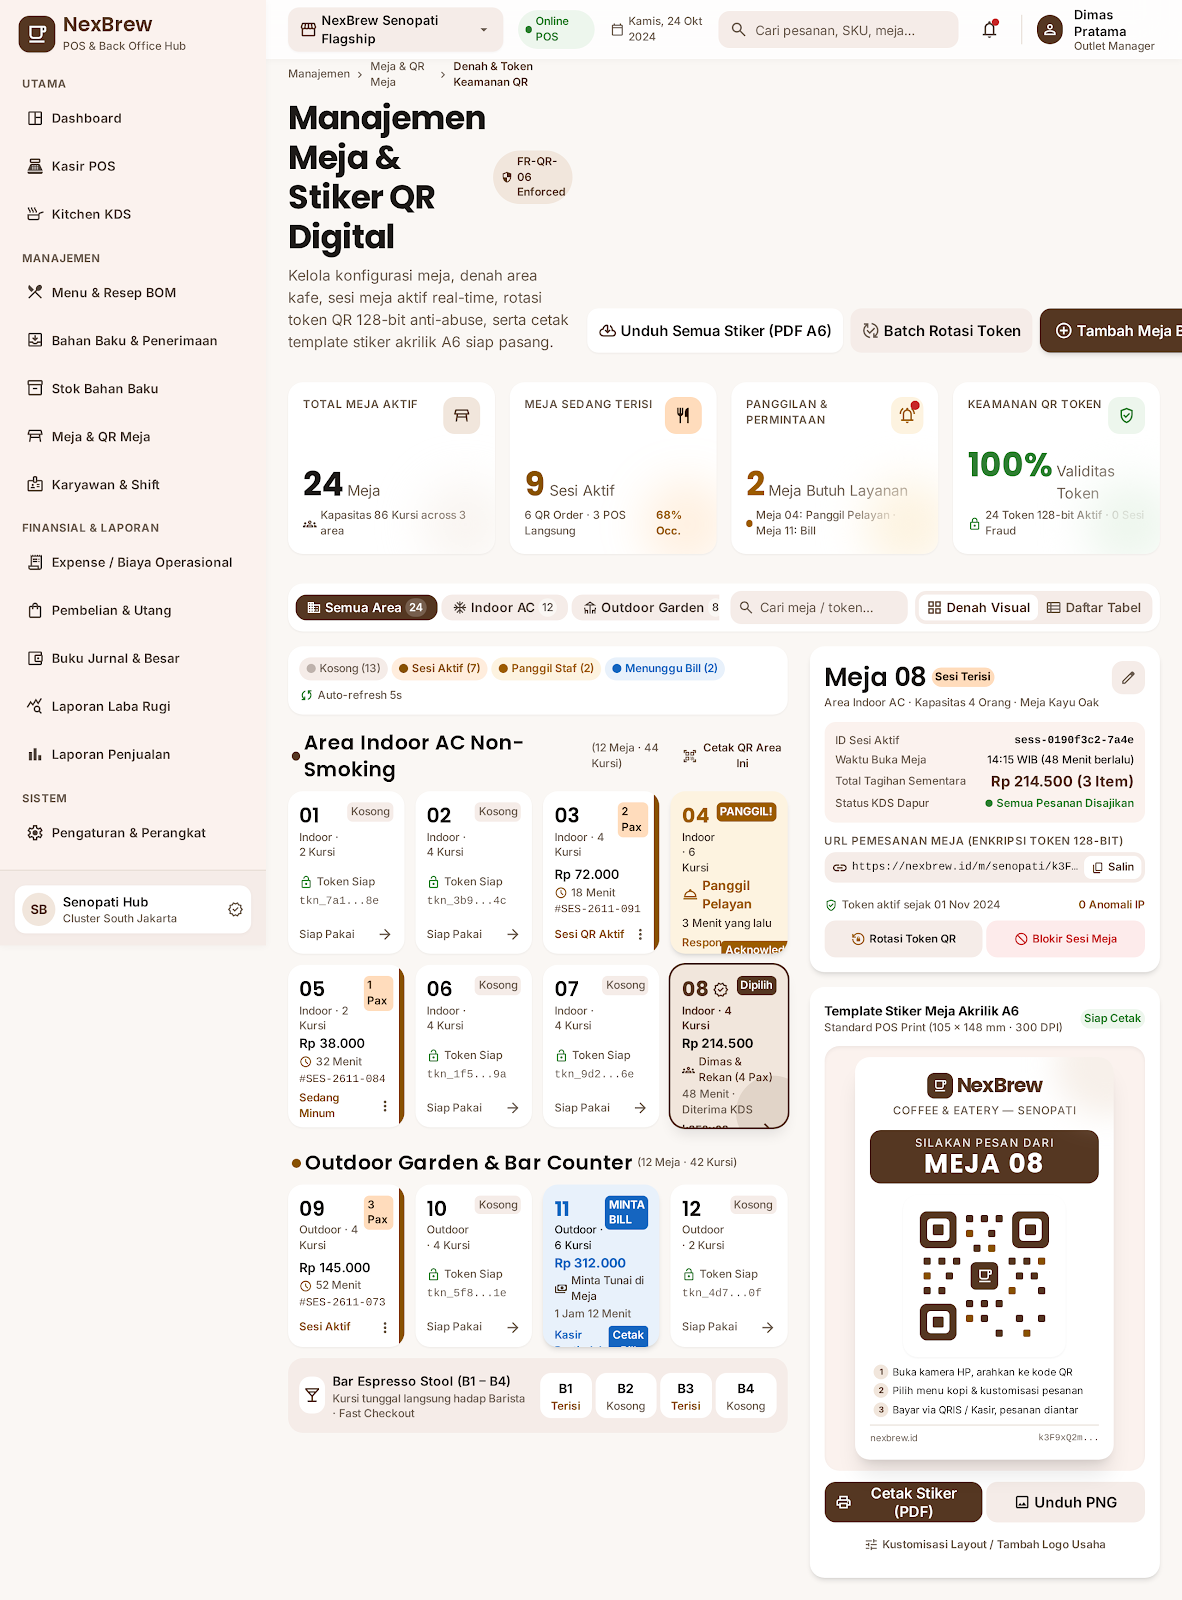 NexBrew
POS & Back Office Hub
UTAMA
Dashboard
Kasir POS
Kitchen KDS
MANAJEMEN
Menu & Resep BOM
Bahan Baku & Penerimaan
Stok Bahan Baku
Meja & QR Meja
Karyawan & Shift
FINANSIAL & LAPORAN
Expense / Biaya Operasional
Pembelian & Utang
Buku Jurnal & Besar
Laporan Laba Rugi
Laporan Penjualan
SISTEM
Pengaturan & Perangkat
SB
Senopati Hub
Cluster South Jakarta
NexBrew Senopati
Flagship
Online
POS
Kamis, 24 Okt
2024
Cari pesanan, SKU, meja...
Dimas
Pratama
Outlet Manager
Manajemen
Meja & QR
Meja
Denah & Token
Keamanan QR
Manajemen
Meja &
Stiker QR
Digital
FR-QR-
06
Enforced
Kelola konfigurasi meja, denah area
kafe, sesi meja aktif real-time, rotasi
token QR 128-bit anti-abuse, serta cetak
template stiker akrilik A6 siap pasang.
Unduh Semua Stiker (PDF A6)
Batch Rotasi Token
Tambah Meja B
TOTAL MEJA AKTIF
24 Meja
Kapasitas 86 Kursi across 3
area
MEJA SEDANG TERISI
9 Sesi Aktif
6 QR Order · 3 POS
Langsung
68%
Occ.
PANGGILAN &
PERMINTAAN
2 Meja Butuh Layanan
Meja 04: Panggil Pelayan ·
Meja 11: Bill
KEAMANAN QR TOKEN
100% Validitas
Token
24 Token 128-bit Aktif · 0 Sesi
Fraud
Semua Area 24
Indoor AC 12
Outdoor Garden 8
Cari meja / token...
Denah Visual
Daftar Tabel
Kosong (13)
Sesi Aktif (7)
Panggil Staf (2)
Menunggu Bill (2)
Auto-refresh 5s
Area Indoor AC Non-
Smoking
(12 Meja · 44
Kursi)
Cetak QR Area
Ini
01
Kosong
Indoor ·
2 Kursi
Token Siap
tkn_7a1...8e
Siap Pakai
02
Kosong
Indoor ·
4 Kursi
Token Siap
tkn_3b9...4c
Siap Pakai
03
2
Pax
Indoor · 4
Kursi
Rp 72.000
18 Menit
#SES-2611-091
Sesi QR Aktif
04
PANGGIL!
Indoor
· 6
Kursi
Panggil
Pelayan
3 Menit yang lalu
Respon
Acknowled
05
1
Pax
Indoor · 2
Kursi
Rp 38.000
32 Menit
#SES-2611-084
Sedang
Minum
06
Kosong
Indoor ·
4 Kursi
Token Siap
tkn_1f5...9a
Siap Pakai
07
Kosong
Indoor ·
4 Kursi
Token Siap
tkn_9d2...6e
Siap Pakai
08
Dipilih
Indoor · 4
Kursi
Rp 214.500
Dimas &
Rekan (4 Pax)
48 Menit ·
Diterima KDS
Outdoor Garden & Bar Counter
(12 Meja · 42 Kursi)
09
3
Pax
Outdoor · 4
Kursi
Rp 145.000
52 Menit
#SES-2611-073
Sesi Aktif
10
Kosong
Outdoor
· 4 Kursi
Token Siap
tkn_5f8...1e
Siap Pakai
11
MINTA
BILL
Outdoor ·
6 Kursi
Rp 312.000
Minta Tunai di
Meja
1 Jam 12 Menit
Kasir
Cetak
12
Kosong
Outdoor
· 2 Kursi
Token Siap
tkn_4d7...0f
Siap Pakai
Bar Espresso Stool (B1 – B4)
Kursi tunggal langsung hadap Barista
· Fast Checkout
B1
Terisi
B2
Kosong
B3
Terisi
B4
Kosong
Meja 08
Sesi Terisi
Area Indoor AC · Kapasitas 4 Orang · Meja Kayu Oak
ID Sesi Aktif
sess-0190f3c2-7a4e
Waktu Buka Meja
14:15 WIB (48 Menit berlalu)
Total Tagihan Sementara
Rp 214.500 (3 Item)
Status KDS Dapur
Semua Pesanan Disajikan
URL PEMESANAN MEJA (ENKRIPSI TOKEN 128-BIT)
https://nexbrew.id/m/senopati/k3F…
Salin
Token aktif sejak 01 Nov 2024
0 Anomali IP
Rotasi Token QR
Blokir Sesi Meja
Template Stiker Meja Akrilik A6
Standard POS Print (105 × 148 mm · 300 DPI)
Siap Cetak
NexBrew
COFFEE & EATERY — SENOPATI
SILAKAN PESAN DARI
MEJA 08
1 Buka kamera HP, arahkan ke kode QR
2 Pilih menu kopi & kustomisasi pesanan
3 Bayar via QRIS / Kasir, pesanan diantar
nexbrew.id
k3F9xQ2m...
Cetak Stiker
(PDF)
Unduh PNG
Kustomisasi Layout / Tambah Logo Usaha